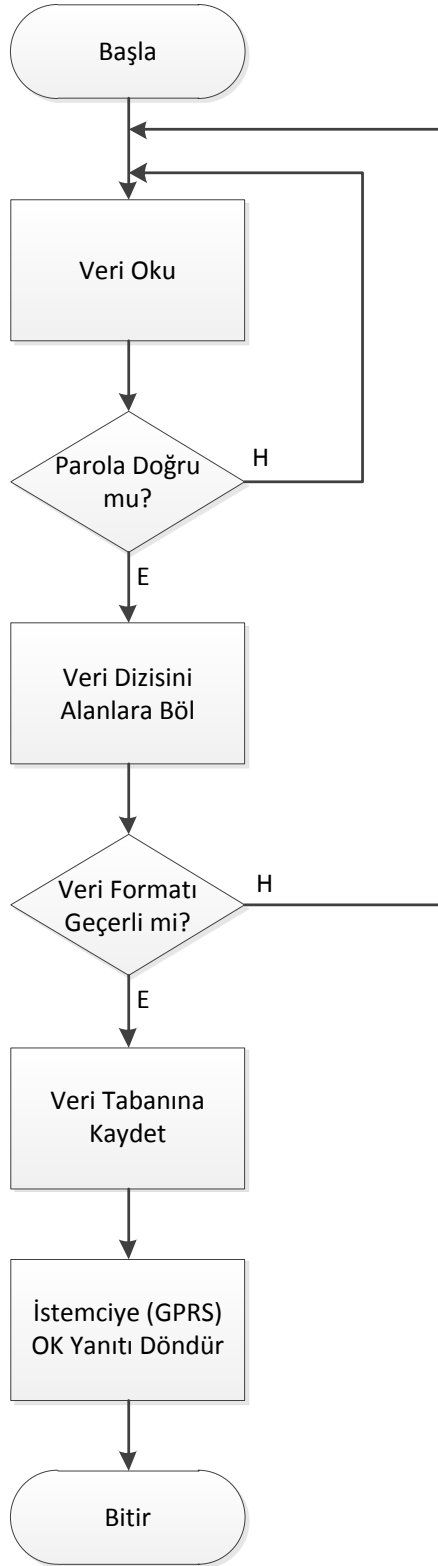 Başla
Veri Oku
Parola Doğru
mu?
H
E
Veri Dizisini
Alanlara Böl
Veri Formatı
Geçerli mi?
H
E
Veri Tabanına
Kaydet
İstemciye (GPRS)
OK Yanıtı Döndür
Bitir